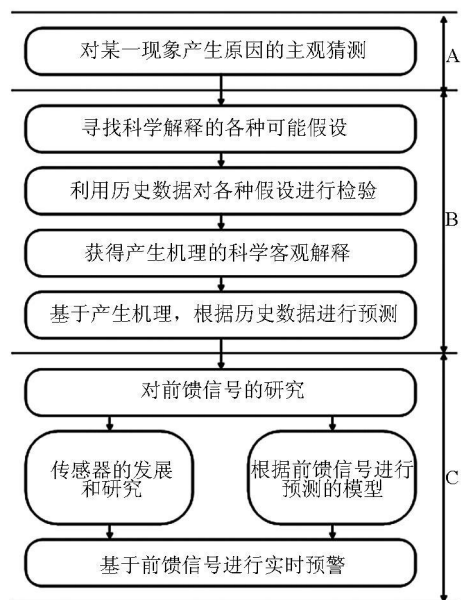 对某一现象产生原因的主观猜测
A
寻找科学解释的各种可能假设
利用历史数据对各种假设进行检验
B
获得产生机理的科学客观解释
基于产生机理，根据历史数据进行预测
对前馈信号的研究
传感器的发展
和研究
根据前馈信号进行
预测的模型
C
基于前馈信号进行实时预警